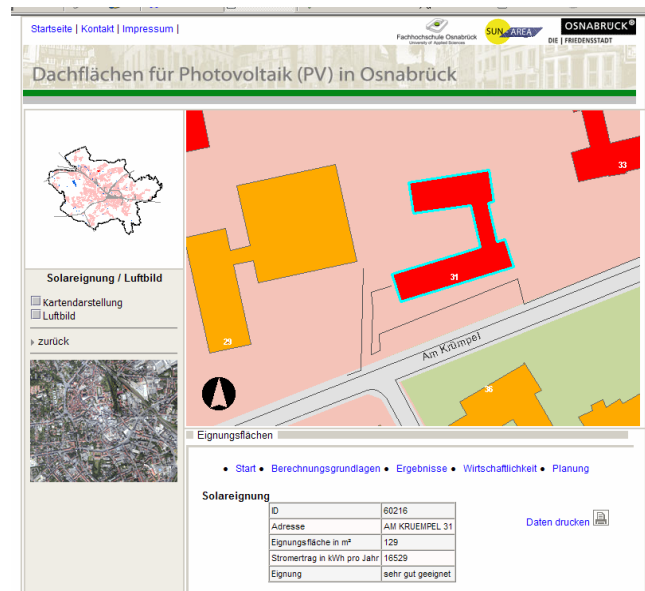 Startseite | Kontakt | Impressum |
Fachhochschule Osnabrück
University of Applied Sciences
SUN-AREA
OSNABRÜCK®
DIE | FRIEDENSSTADT
Dachflächen für Photovoltaik (PV) in Osnabrück
33
31
29
Am Krümpel
36
Solareignung / Luftbild
Kartendarstellung
Luftbild
zurück
Eignungsflächen
Start • Berechnungsgrundlagen • Ergebnisse • Wirtschaftlichkeit • Planung
Solareignung
ID 60216
Adresse AM KRUEMPEL 31
Eignungsfläche in m² 129
Stromertrag in kWh pro Jahr 16529
Eignung sehr gut geeignet
Daten drucken